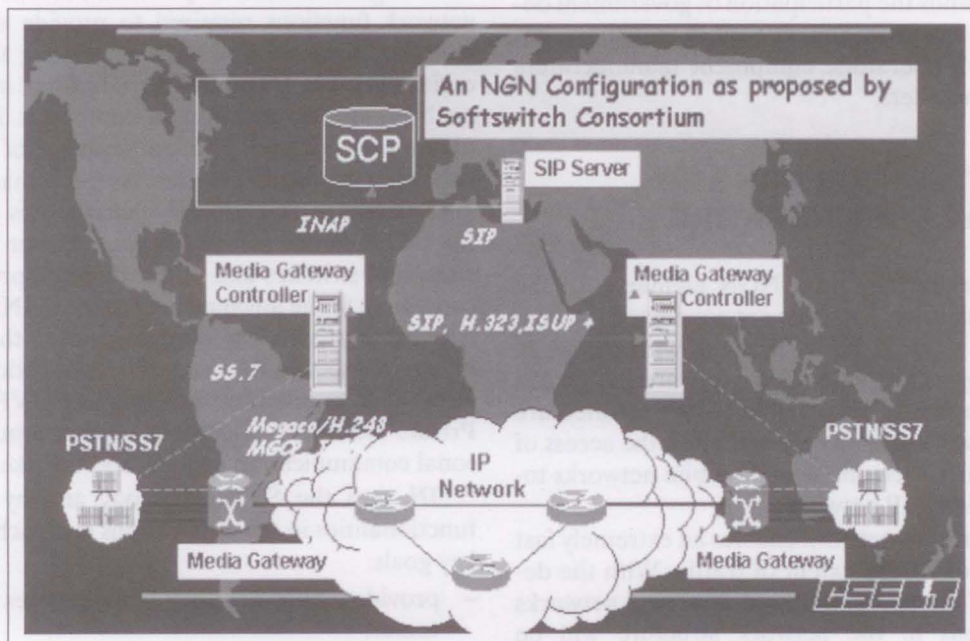 An NGN Configuration as proposed by
Softswitch Consortium
SCP
SIP Server
INAP
SIP
Media Gateway
Controller
Media Gateway
Controller
SIP, H.323,ISUP +
SS.7
Megaco/H.248
MGCP,
PSTN/SS7
PSTN/SS7
IP
Network
Media Gateway
Media Gateway
CSELT